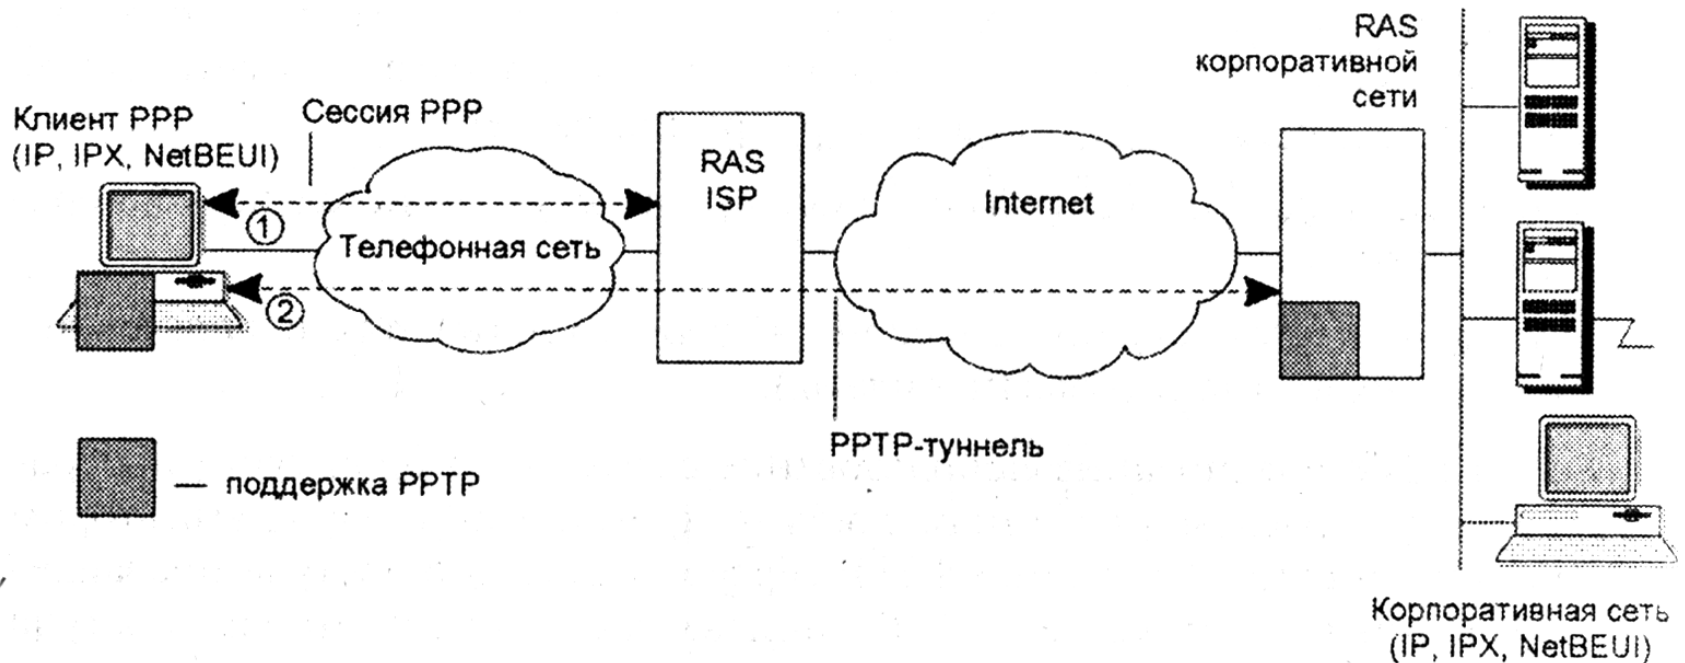 RAS
корпоративной
сети
Клиент PPP
(IP, IPX, NetBEUI)
Сессия PPP
RAS
ISP
Internet
1
Телефонная сеть
2
PPTP-туннель
— поддержка PPTP
Корпоративная сеть
(IP, IPX, NetBEUI)